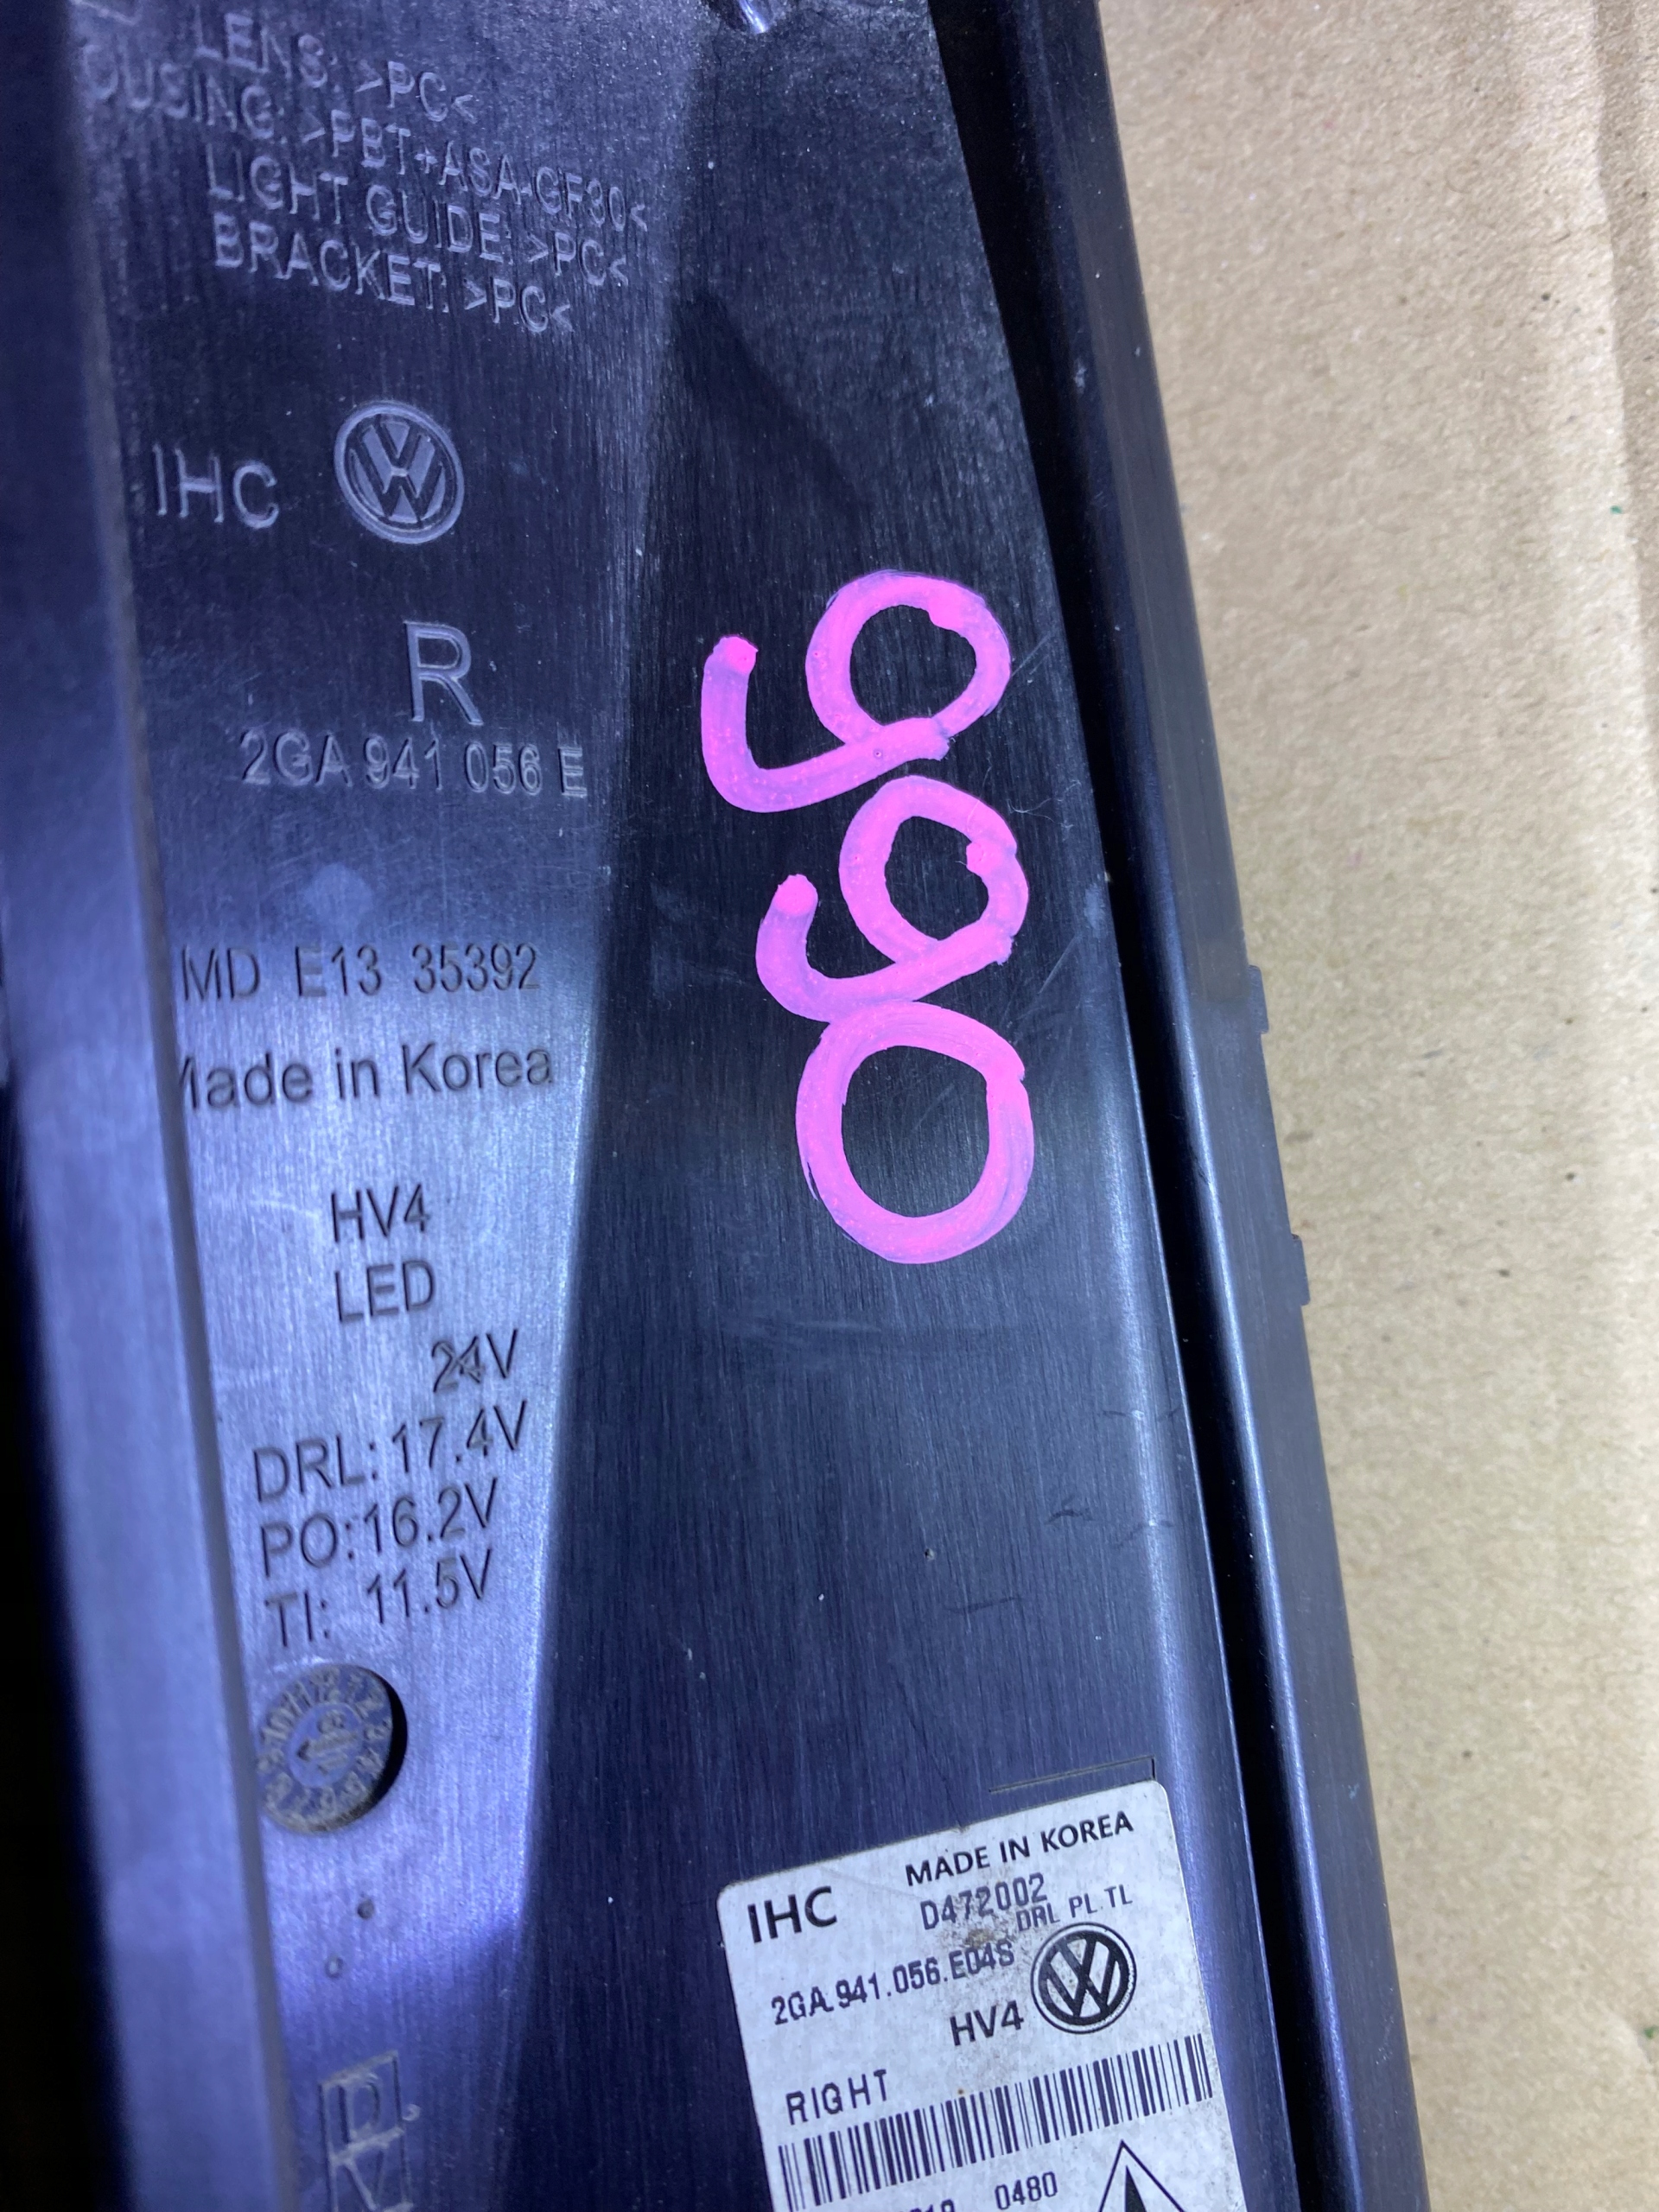 LENS: >PC<
OUSING: >PBT+ASA-GF30<
LIGHT GUIDE: >PC<
BRACKET: >PC<
IHC
R
2GA 941 056 E
990
MD E13 35392
Made in Korea
HV4
LED
24V
DRL: 17.4V
PO: 16.2V
TI: 11.5V
MADE IN KOREA
IHC
D472002
DRL PL TL
2GA.941.056.E04S
HV4
RIGHT
0480